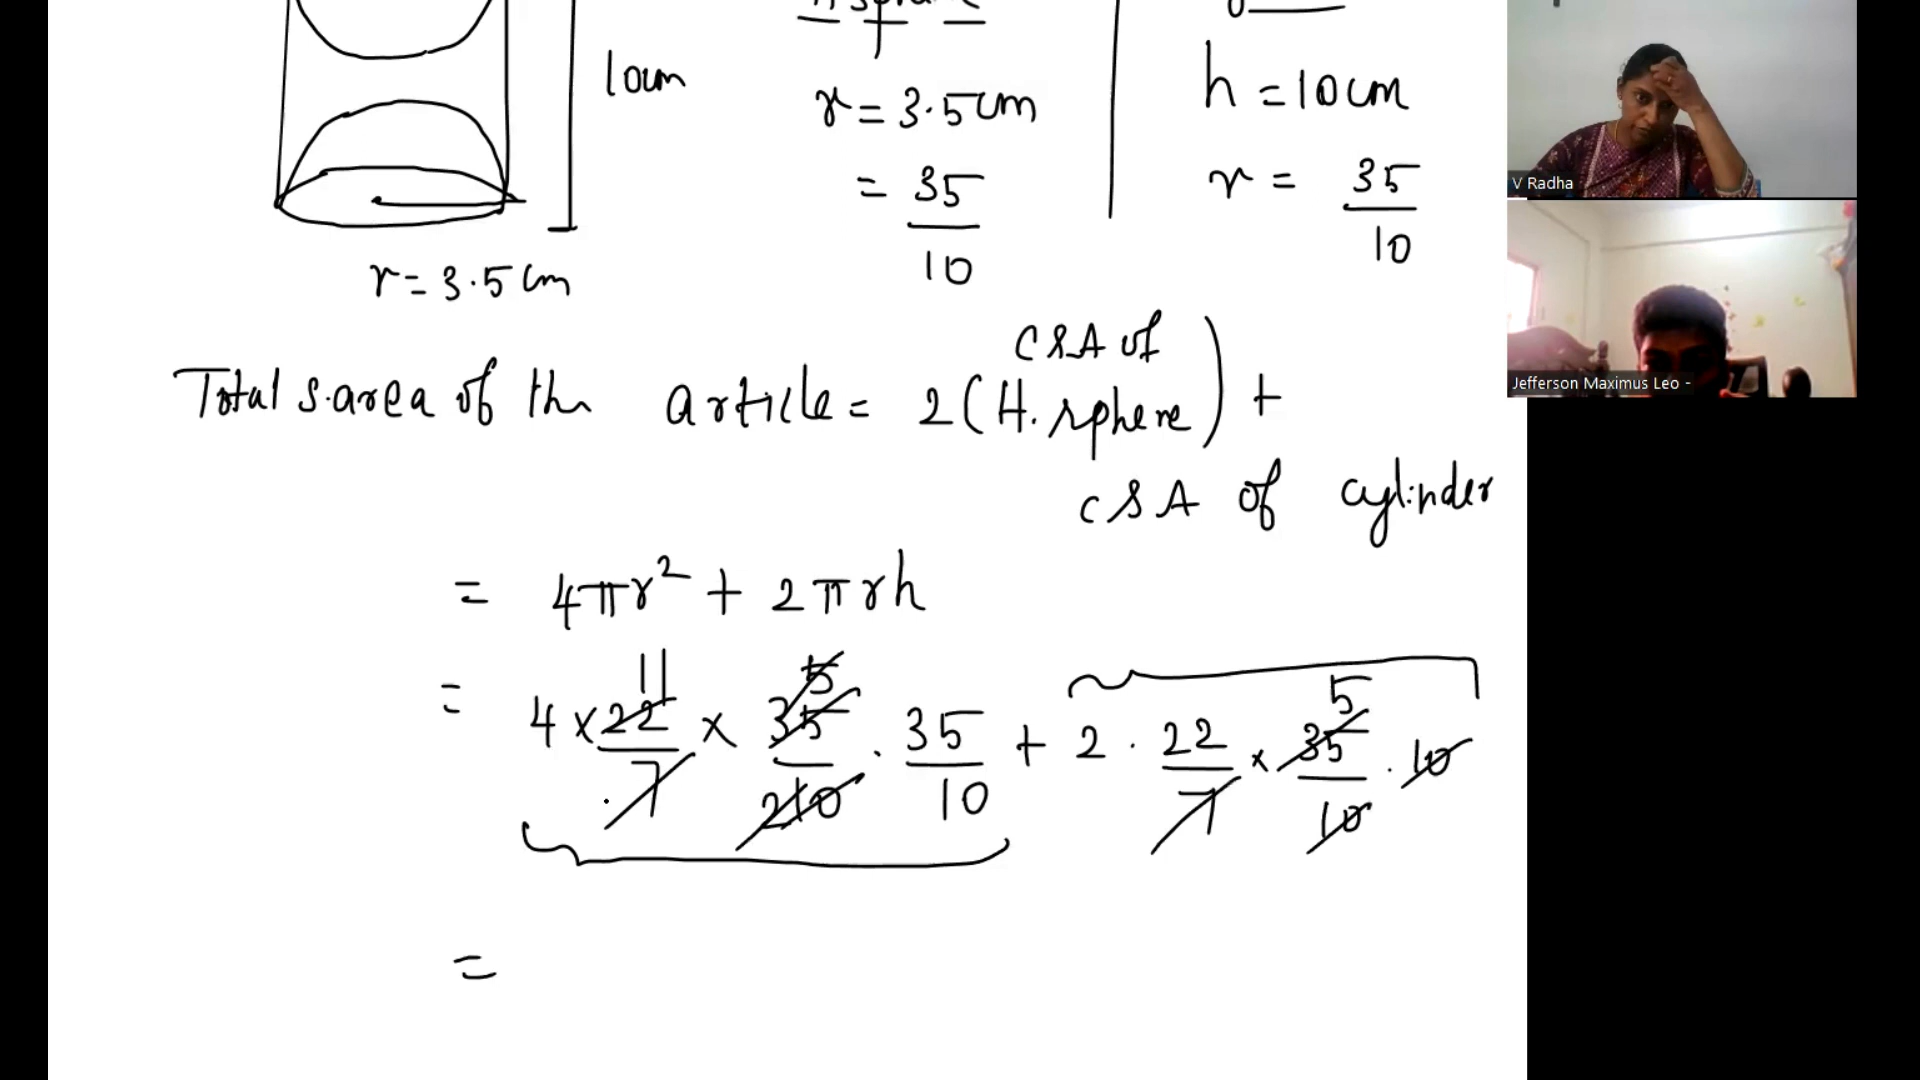 10cm
r = 3.5cm
h = 10cm
= 35/10
r = 35/10
r = 3.5cm
V Radha
Jefferson Maximus Leo -
Total s.area of the article = 2(CSA of H.sphere) +
CSA of cylinder
= 4πr² + 2πrh
= 4 × 22/7 × 35/10 . 35/10 + 2 . 22/7 × 35/10 . 10
11 5 5
2
=